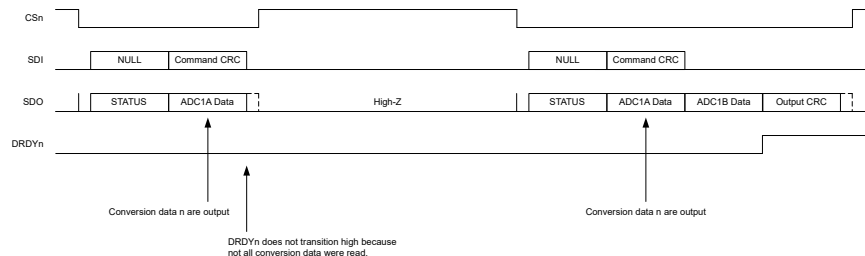 CSn
SDI NULL Command CRC NULL Command CRC
SDO STATUS ADC1A Data High-Z STATUS ADC1A Data ADC1B Data Output CRC
DRDYn
Conversion data n are output Conversion data n are output
DRDYn does not transition high because
not all conversion data were read.